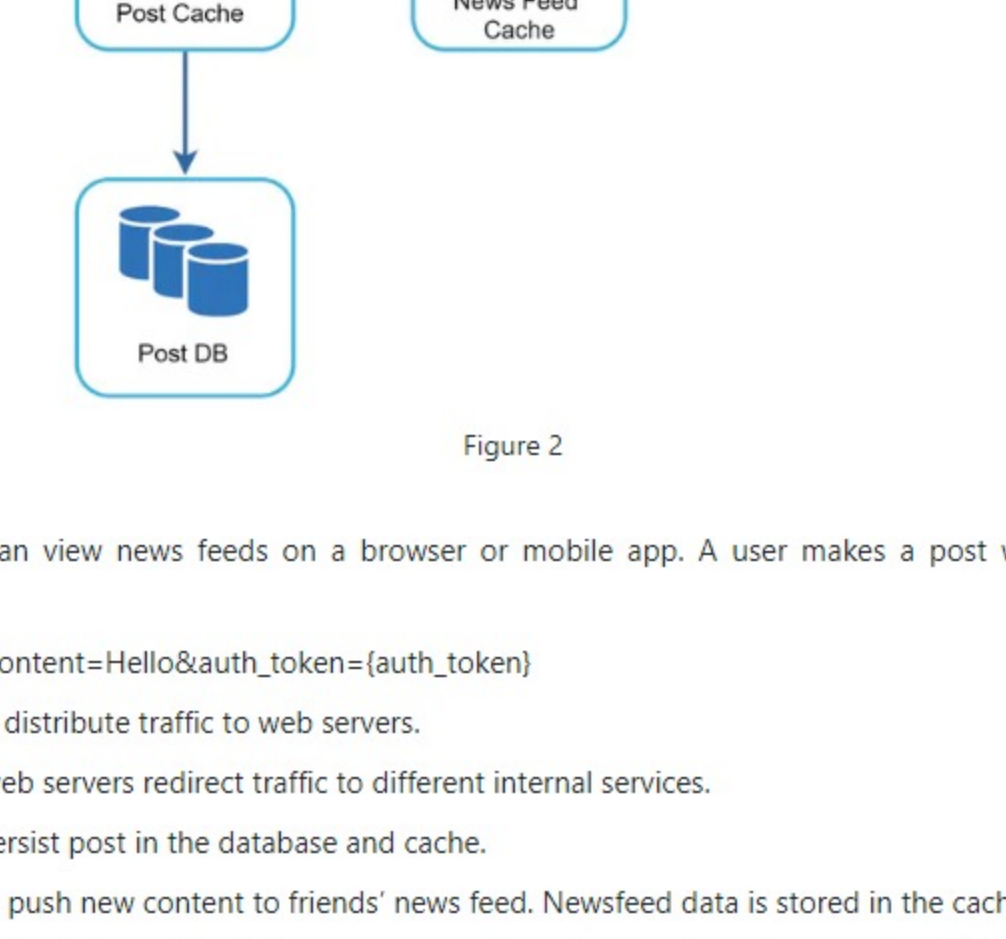 Post Cache
News Feed
Cache
Post DB
Figure 2
an view news feeds on a browser or mobile app. A user makes a post
ontent=Hello&auth_token={auth_token}
distribute traffic to web servers.
eb servers redirect traffic to different internal services.
ersist post in the database and cache.
push new content to friends’ news feed. Newsfeed data is stored in the cach